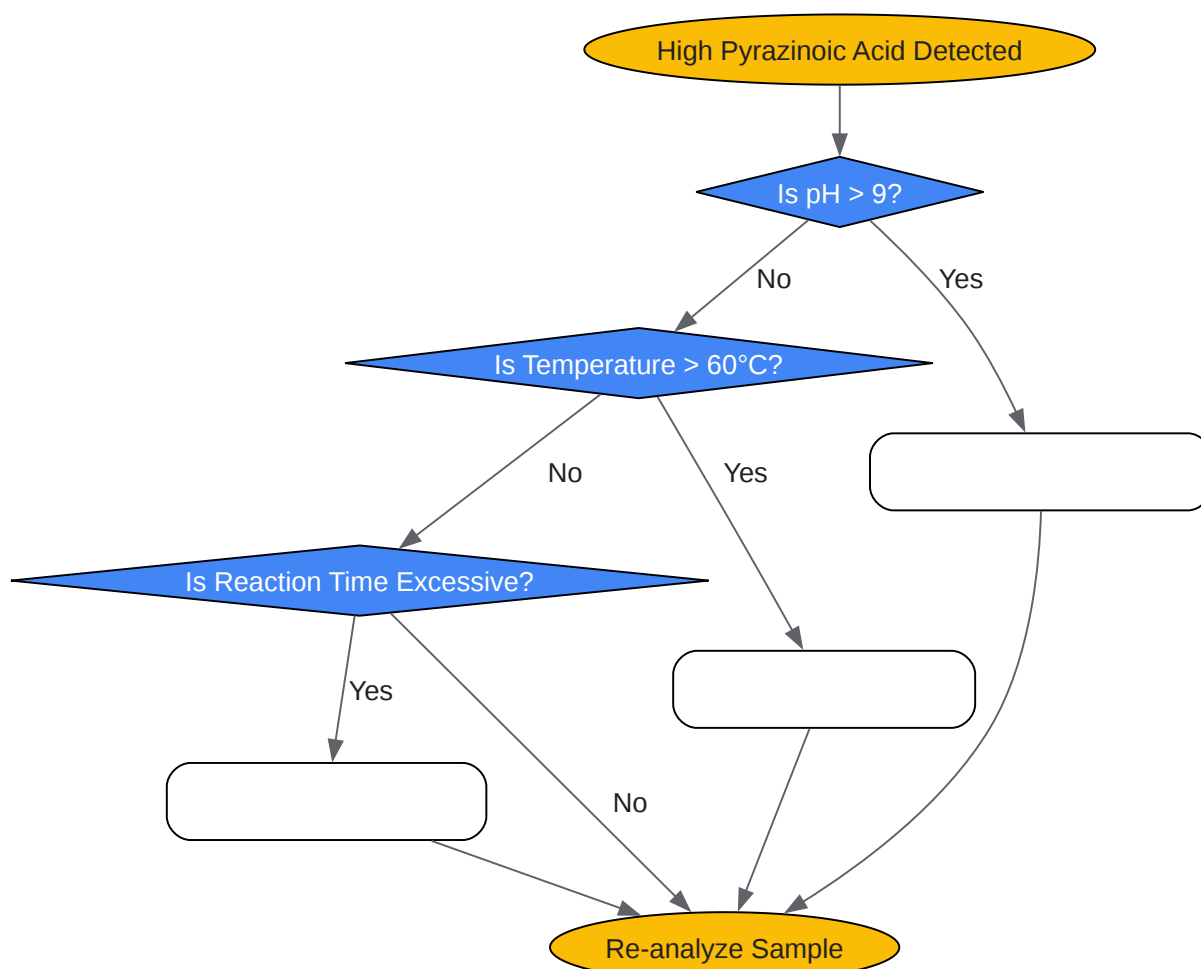 High Pyrazinoic Acid Detected
Is pH > 9?
No
Yes
Is Temperature > 60°C?
No
Yes
Is Reaction Time Excessive?
Yes
No
Re-analyze Sample